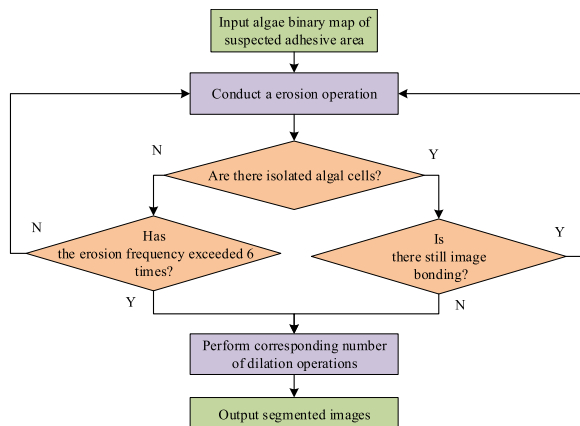 Input algae binary map of
suspected adhesive area
Conduct a erosion operation
N
Y
Are there isolated algal cells?
N
Has
the erosion frequency exceeded 6
times?
Is
there still image
bonding?
Y
Y
N
Perform corresponding number
of dilation operations
Output segmented images